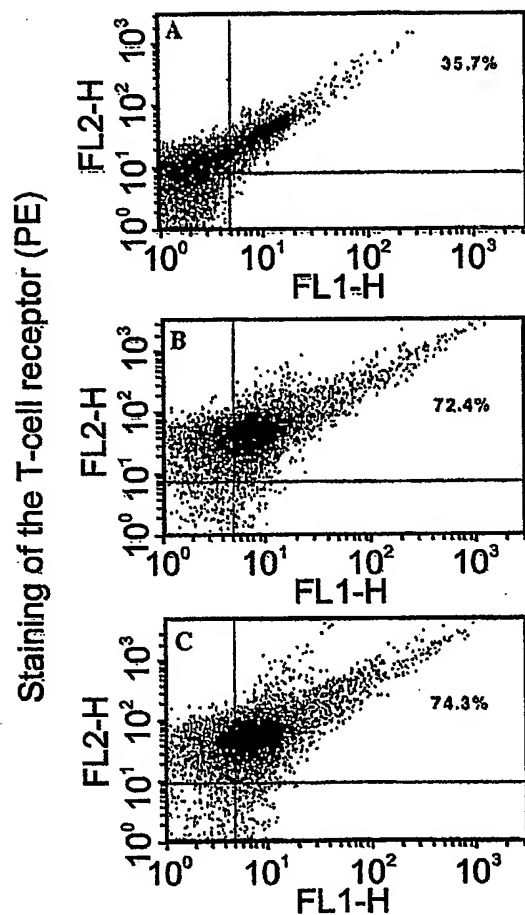 Staining of the T-cell receptor (PE)
A
35.7%
FL2-H
10³
10²
10¹
10⁰
10⁰ 10¹ 10² 10³
FL1-H
B
72.4%
FL2-H
10³
10²
10¹
10⁰
10⁰ 10¹ 10² 10³
FL1-H
C
74.3%
FL2-H
10³
10²
10¹
10⁰
10⁰ 10¹ 10² 10³
FL1-H